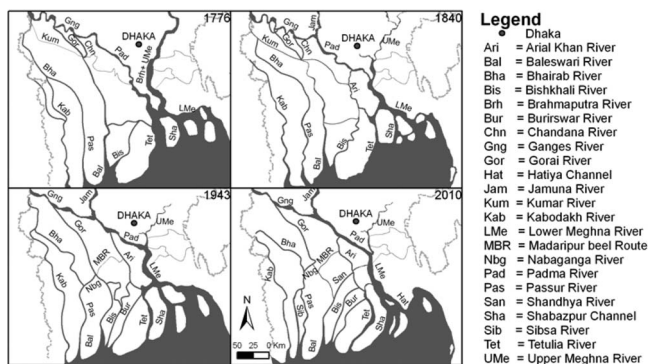 1776
Gng
Gor
Chn
Kum
Pad
DHAKA
Brh+ UMe
Bha
Kab
Pas
Bal
Bis
Tet
Sha
LMe
1840
Gng
Gor
Chn
Jam
Kum
Pad
DHAKA
UMe
Bha
Ari
Kab
Pas
Bal
Bis
Tet
Sha
LMe
1943
Gng
Jam
Kum
Gor
DHAKA
UMe
Pad
Bha
MBR
Ari
Kab
Nbg
Pas
Bal
Bis
Bur
Tet
Sha
LMe
2010
Gng
Jam
Gor
DHAKA
UMe
Pad
Bha
MBR
Ari
Nbg
San
Kab
Sib
Pas
Bal
Bis
Bur
Tet
Sha
LMe
Hat
N
50 25 0 Km
Legend
Dhaka
Ari = Arial Khan River
Bal = Baleswari River
Bha = Bhairab River
Bis = Bishkhali River
Brh = Brahmaputra River
Bur = Burirswar River
Chn = Chandana River
Gng = Ganges River
Gor = Gorai River
Hat = Hatiya Channel
Jam = Jamuna River
Kum = Kumar River
Kab = Kabodakh River
LMe = Lower Meghna River
MBR = Madaripur beel Route
Nbg = Nabaganga River
Pad = Padma River
Pas = Passur River
San = Shandhya River
Sha = Shabazpur Channel
Sib = Sibsa River
Tet = Tetulia River
UMe = Upper Meghna River